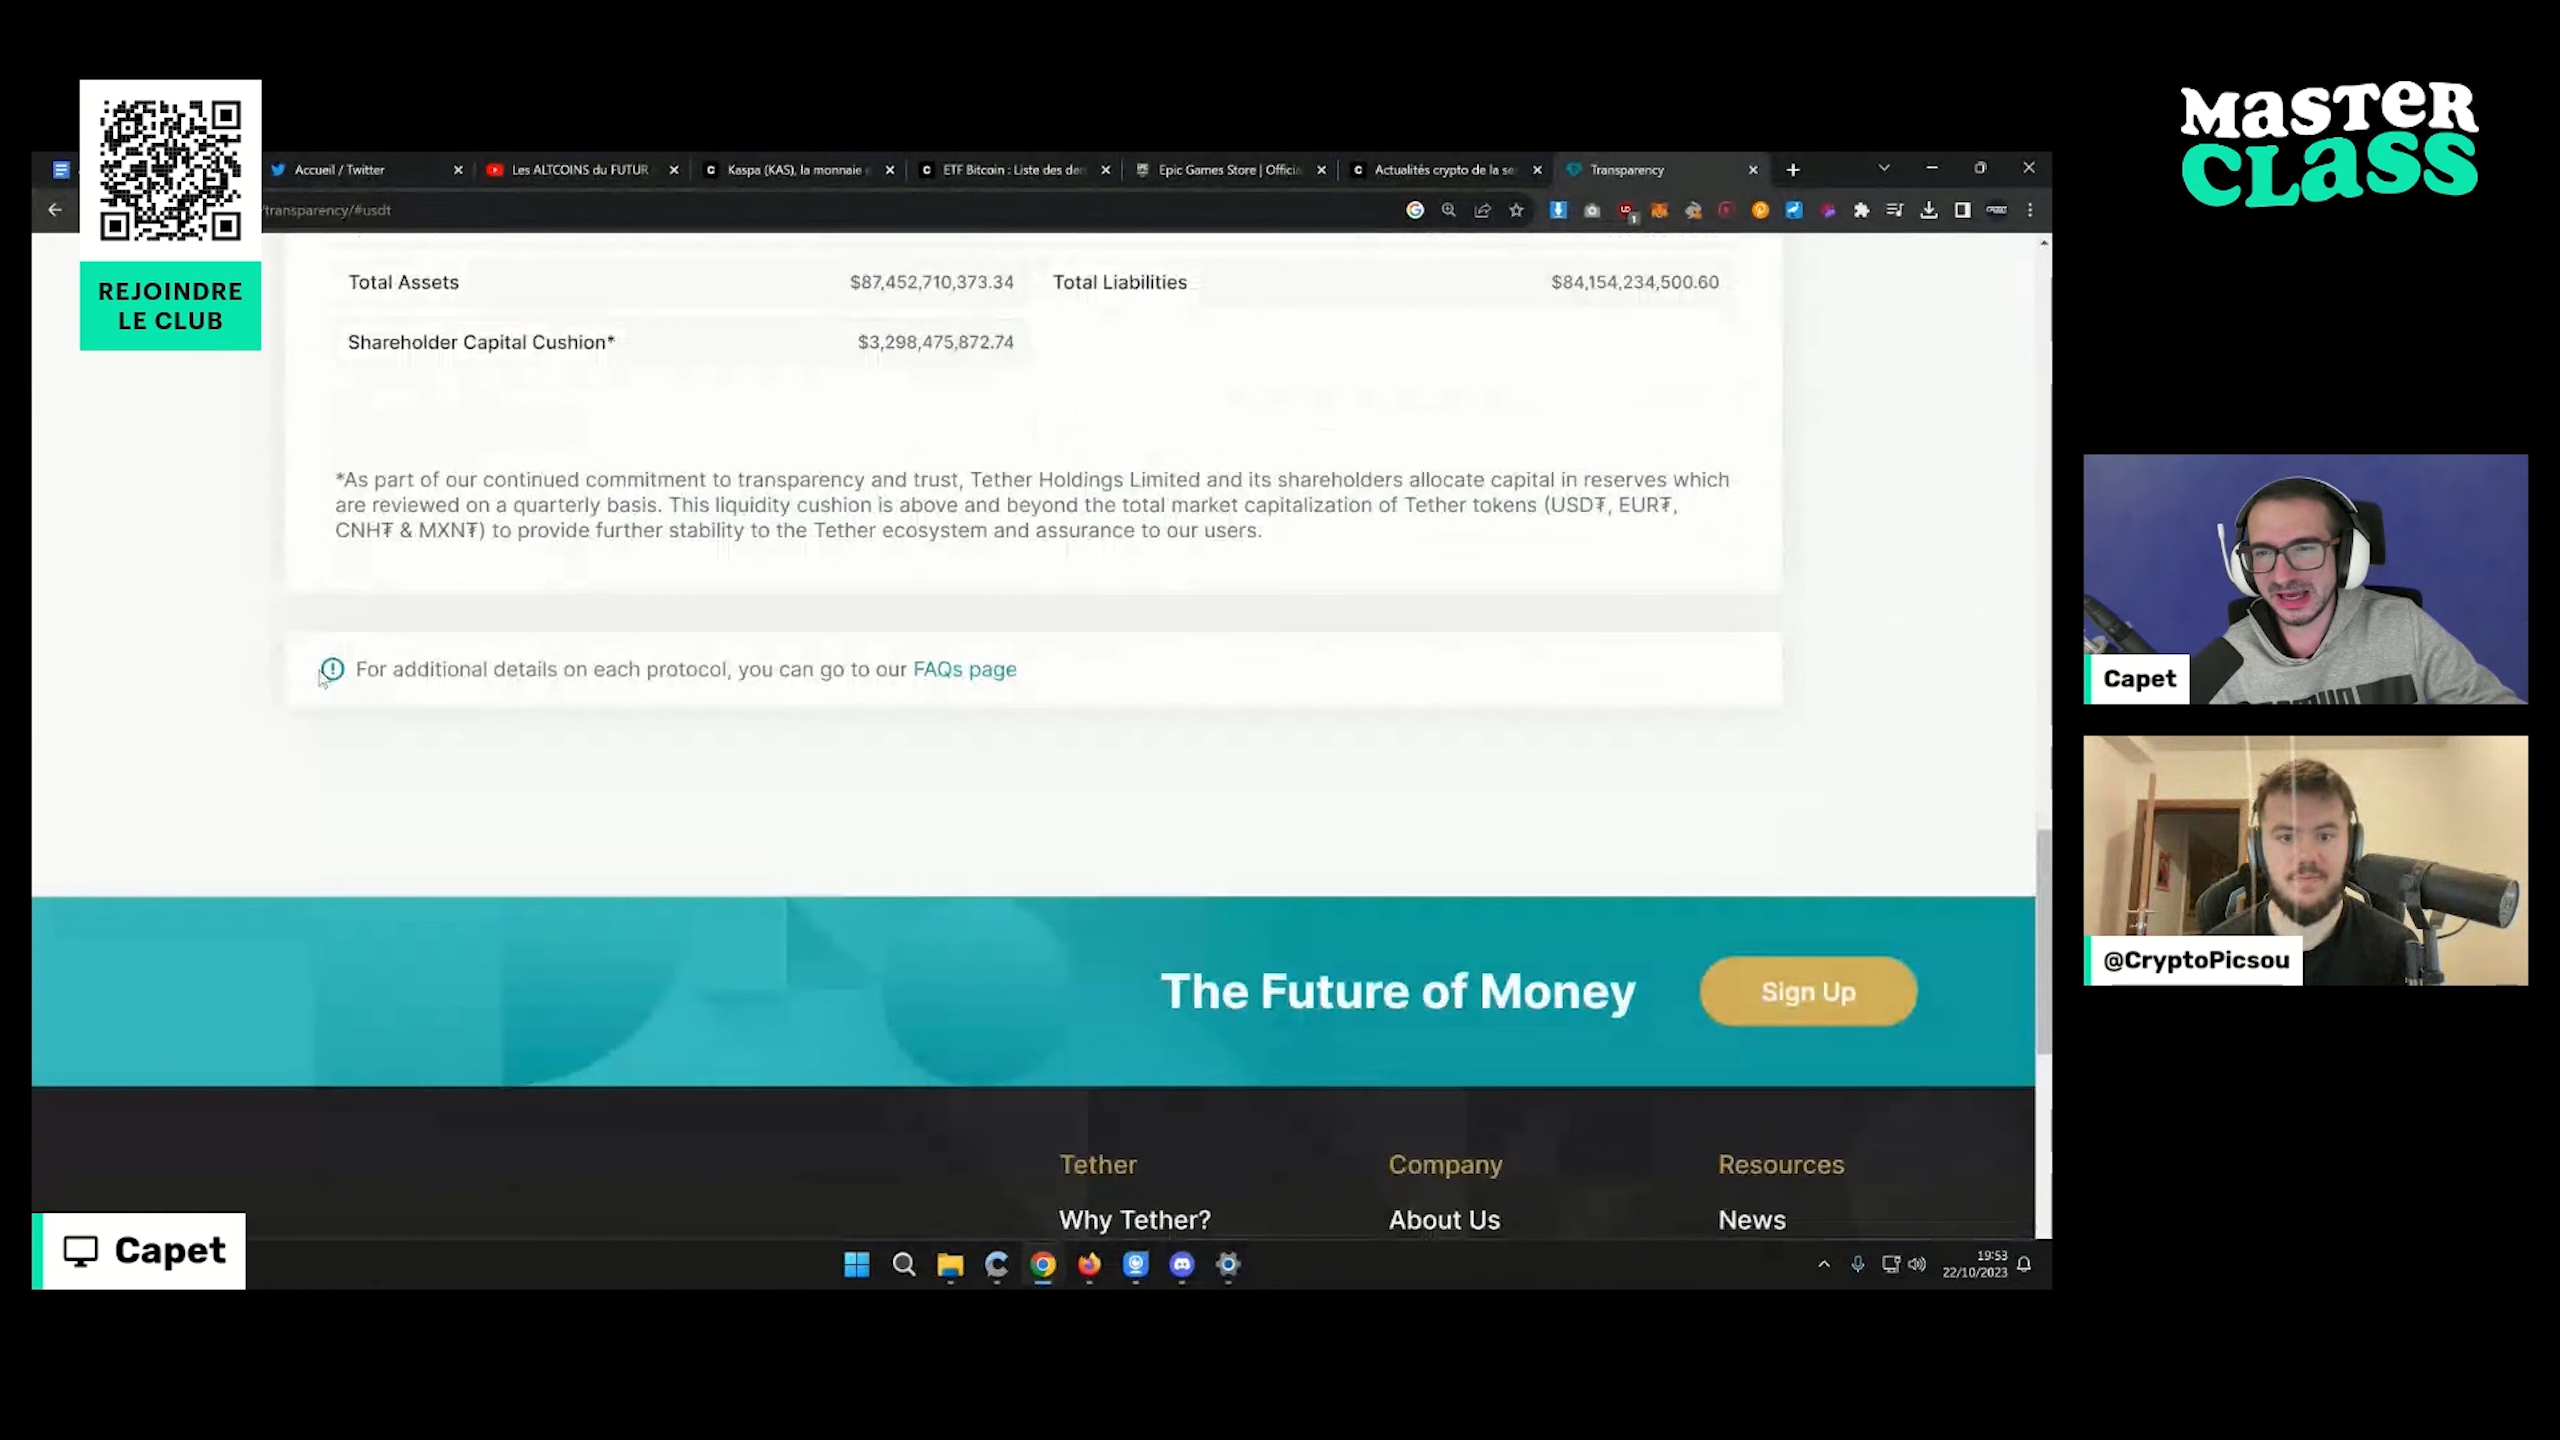 MASTER
CLASS
REJOINDRE
LE CLUB
Accueil / Twitter
Les ALTCOINS du FUTUR
Kaspa (KAS), la monnaie
ETF Bitcoin : Liste des de
Epic Games Store | Officia
Actualités crypto de la se
Transparency
/transparency/#usdt
Total Assets $87,452,710,373.34 Total Liabilities $84,154,234,500.60
Shareholder Capital Cushion* $3,298,475,872.74
*As part of our continued commitment to transparency and trust, Tether Holdings Limited and its shareholders allocate capital in reserves which
are reviewed on a quarterly basis. This liquidity cushion is above and beyond the total market capitalization of Tether tokens (USD₮, EUR₮,
CNH₮ & MXN₮) to provide further stability to the Tether ecosystem and assurance to our users.
For additional details on each protocol, you can go to our FAQs page
The Future of Money
Sign Up
Tether Company Resources
Why Tether? About Us News
Capet
@CryptoPicsou
Capet
19:53
22/10/2023